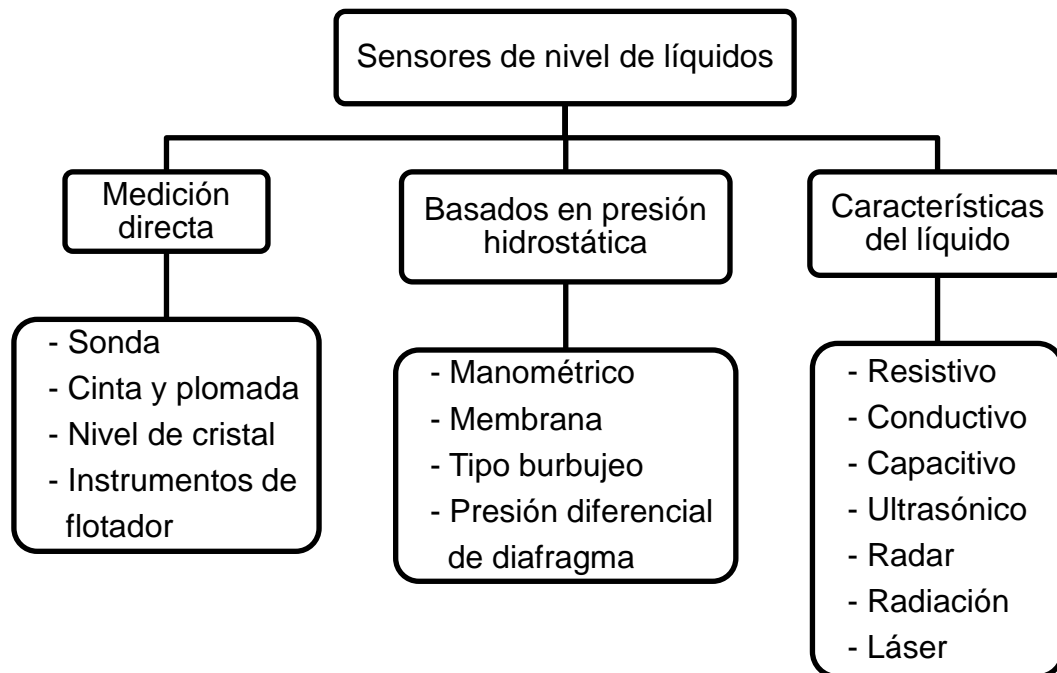 Sensores de nivel de líquidos
Medición
directa
- Sonda
- Cinta y plomada
- Nivel de cristal
- Instrumentos de
flotador
Basados en presión
hidrostática
- Manométrico
- Membrana
- Tipo burbujeo
- Presión diferencial
de diafragma
Características
del líquido
- Resistivo
- Conductivo
- Capacitivo
- Ultrasónico
- Radar
- Radiación
- Láser